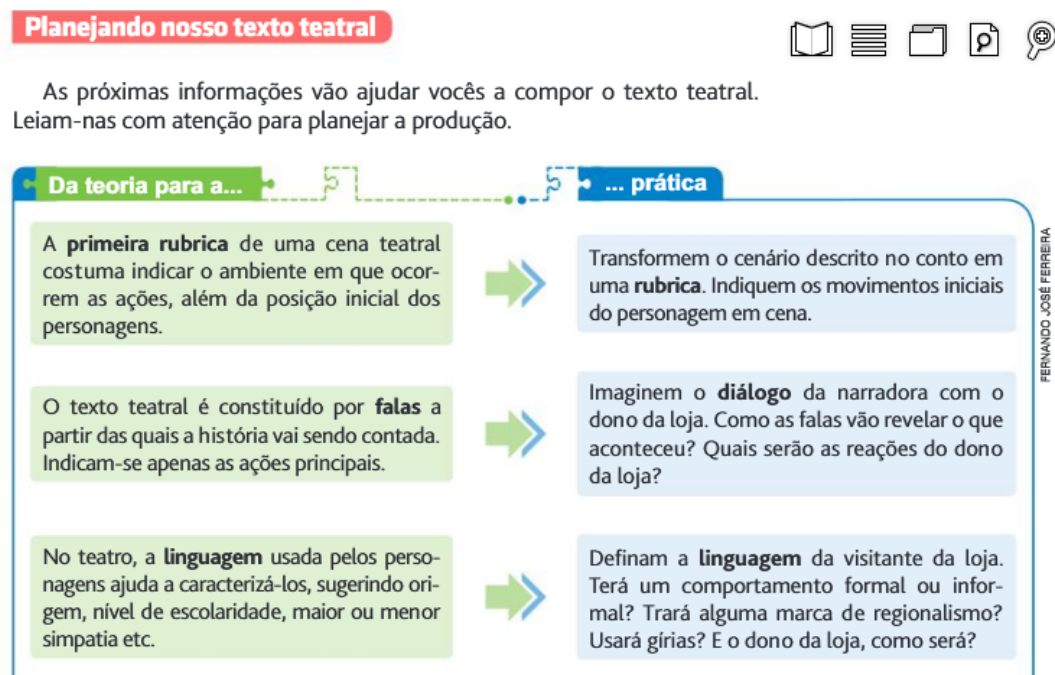 Planejando nosso texto teatral
As próximas informações vão ajudar vocês a compor o texto teatral.
Leiam-nas com atenção para planejar a produção.
Da teoria para a...
... prática
A primeira rubrica de uma cena teatral
costuma indicar o ambiente em que ocor-
rem as ações, além da posição inicial dos
personagens.
Transformem o cenário descrito no conto em
uma rubrica. Indiquem os movimentos iniciais
do personagem em cena.
O texto teatral é constituído por falas a
partir das quais a história vai sendo contada.
Indicam-se apenas as ações principais.
Imaginem o diálogo da narradora com o
dono da loja. Como as falas vão revelar o que
aconteceu? Quais serão as reações do dono
da loja?
No teatro, a linguagem usada pelos perso-
nagens ajuda a caracterizá-los, sugerindo ori-
gem, nível de escolaridade, maior ou menor
simpatia etc.
Definam a linguagem da visitante da loja.
Terá um comportamento formal ou infor-
mal? Trará alguma marca de regionalismo?
Usará gírias? E o dono da loja, como será?
FERNANDO JOSÉ FERREIRA